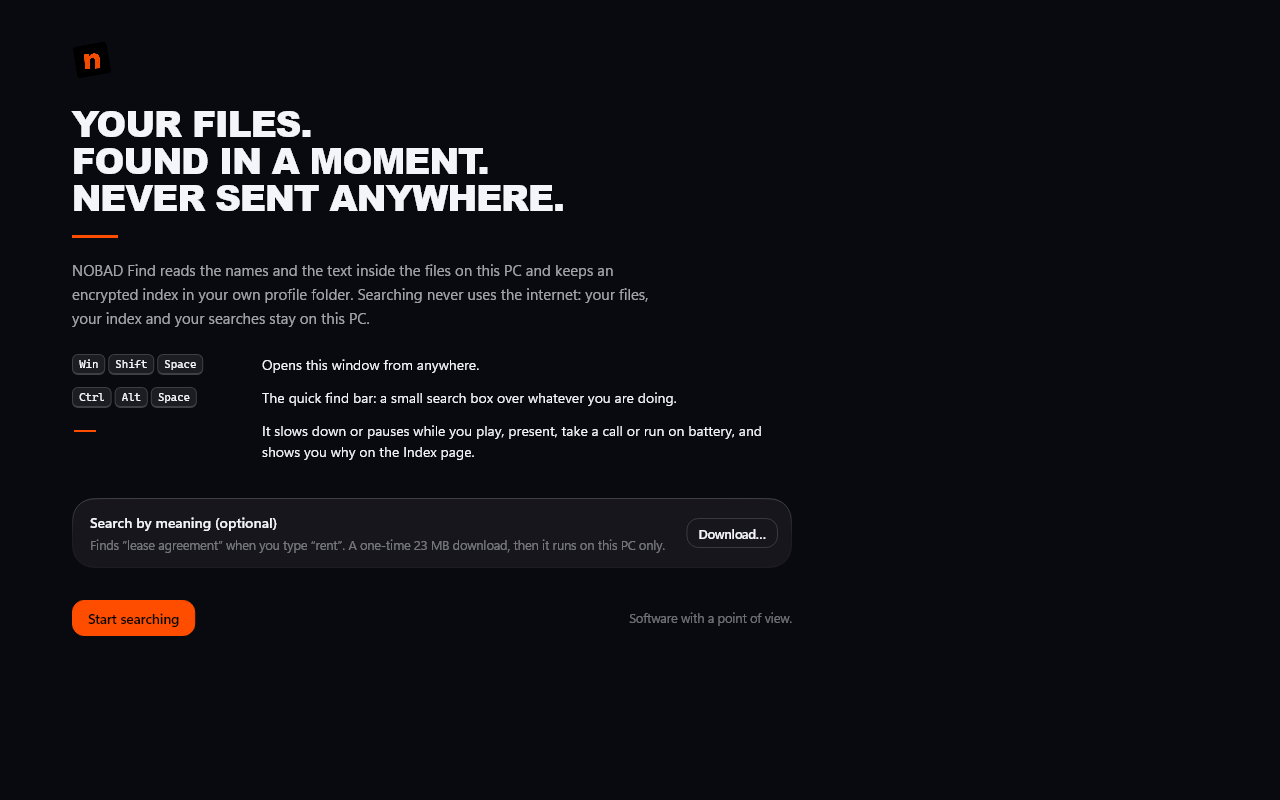 n
YOUR FILES.
FOUND IN A MOMENT.
NEVER SENT ANYWHERE.
NOBAD Find reads the names and the text inside the files on this PC and keeps an
encrypted index in your own profile folder. Searching never uses the internet: your files,
your index and your searches stay on this PC.
Win Shift Space Opens this window from anywhere.
Ctrl Alt Space The quick find bar: a small search box over whatever you are doing.
It slows down or pauses while you play, present, take a call or run on battery, and
shows you why on the Index page.
Search by meaning (optional)
Finds “lease agreement” when you type “rent”. A one-time 23 MB download, then it runs on this PC only.
Download...
Start searching
Software with a point of view.